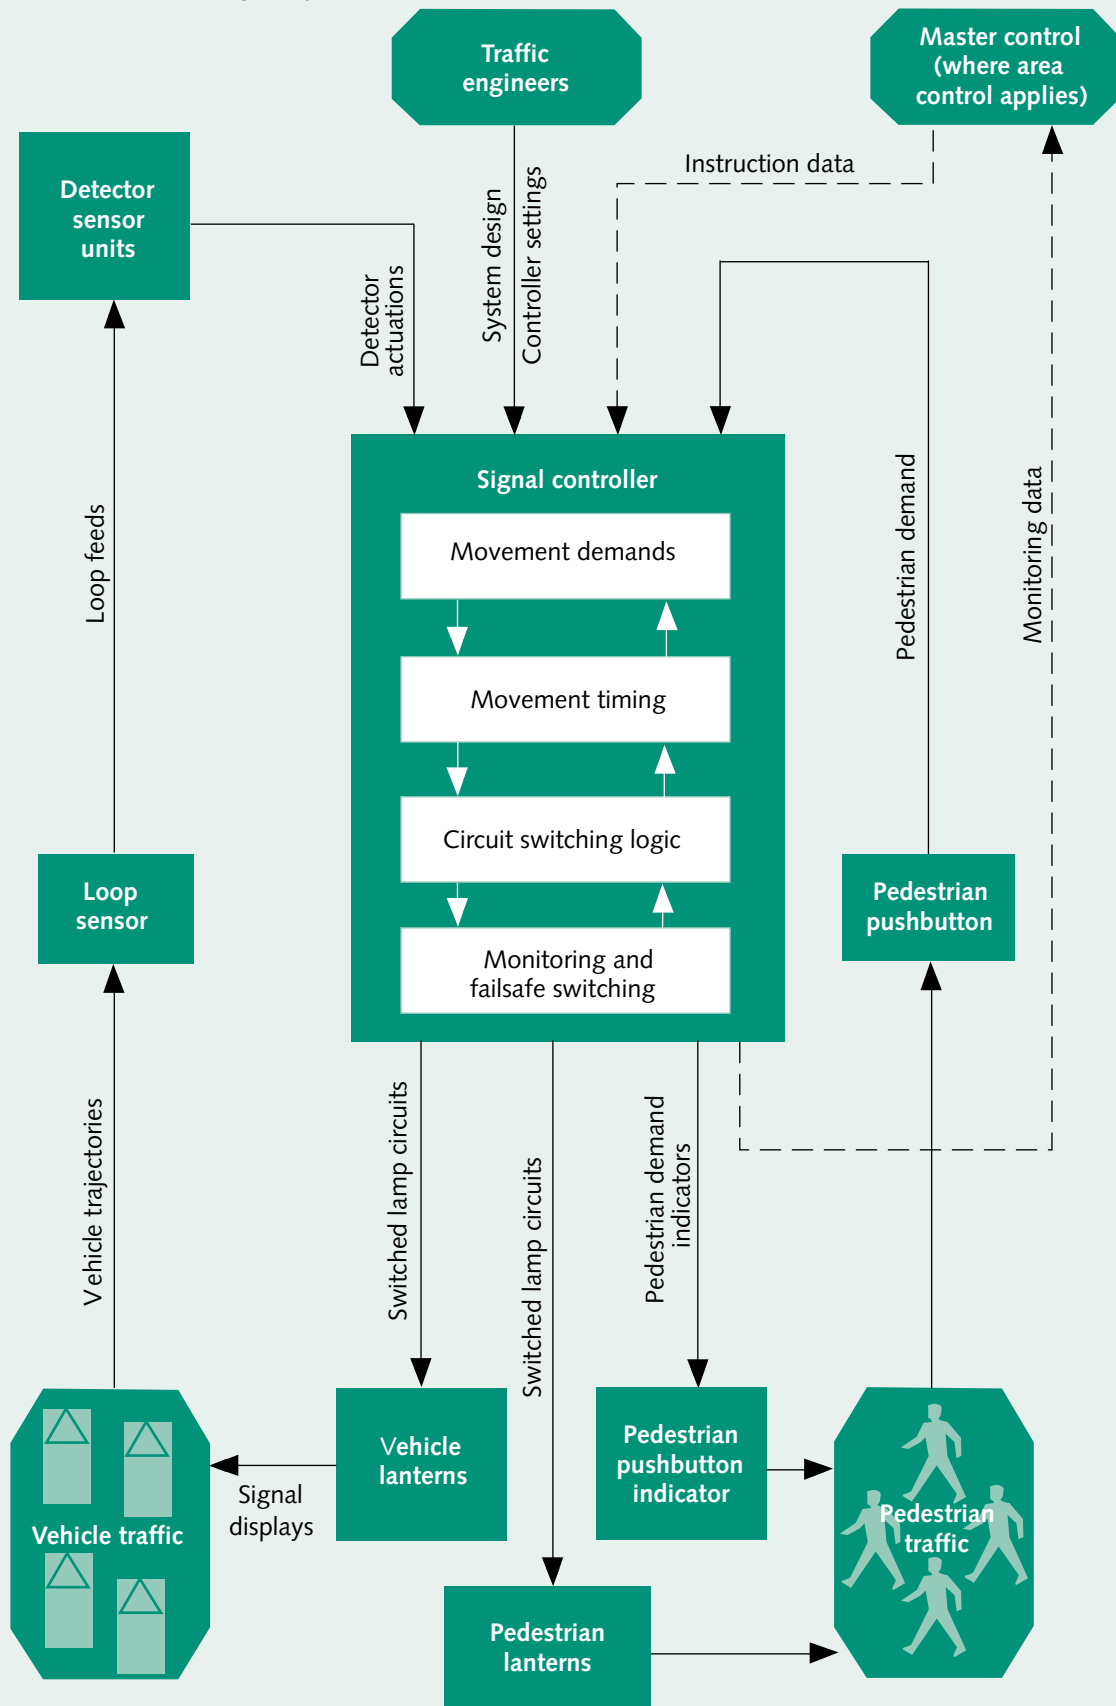 Traffic
engineers
Master control
(where area
control applies)
Instruction data
Detector
sensor
units
Detector
actuations
System design
Controller settings
Loop feeds
Pedestrian demand
Monitoring data
Signal controller
Movement demands
Movement timing
Circuit switching logic
Monitoring and
failsafe switching
Loop
sensor
Pedestrian
pushbutton
Vehicle trajectories
Switched lamp circuits
Switched lamp circuits
Pedestrian demand
indicators
Vehicle traffic
Signal
displays
Vehicle
lanterns
Pedestrian
pushbutton
indicator
Pedestrian
traffic
Pedestrian
lanterns